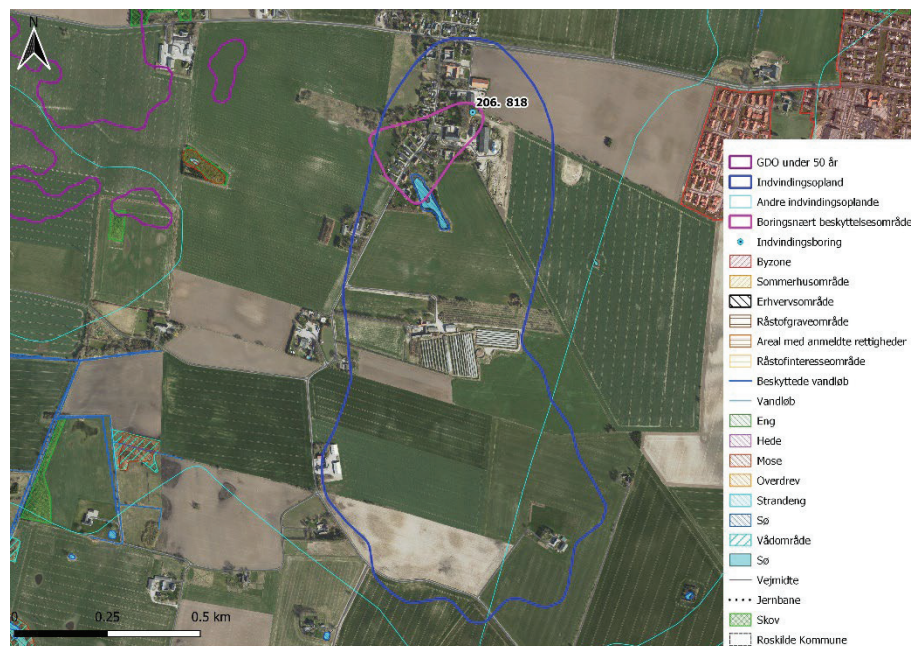 N
206. 818
GDO under 50 år
Indvindingsopland
Andre indvindingsoplande
Boringsnært beskyttelsesområde
Indvindingsboring
Byzone
Sommerhusområde
Erhvervsområde
Råstofgraveområde
Areal med anmeldte rettigheder
Råstofinteresseområde
Beskyttede vandløb
Vandløb
Eng
Hede
Mose
Overdrev
Strandeng
Sø
Vådområde
Sø
Vejmidte
Jernbane
Skov
Roskilde Kommune
0 0.25 0.5 km